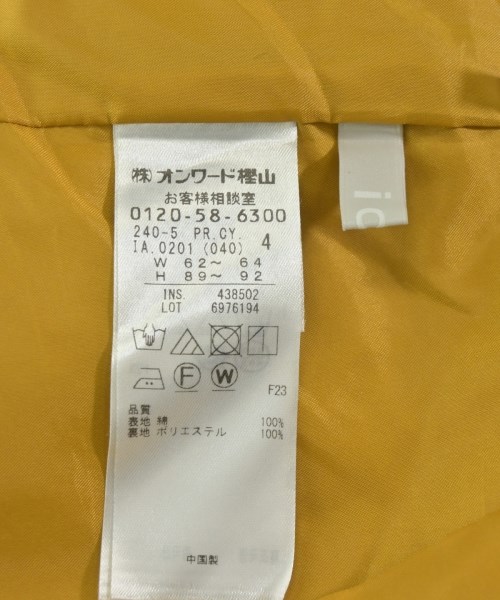 (株)オンワード樫山
お客様相談室
0120-58-6300
240-5 PR.CY.
IA.0201 (040) 4
W 62〜 64
H 89〜 92
INS. 438502
LOT 6976194
F W
F23
品質
表地 綿 100%
裏地 ポリエステル 100%
中国製